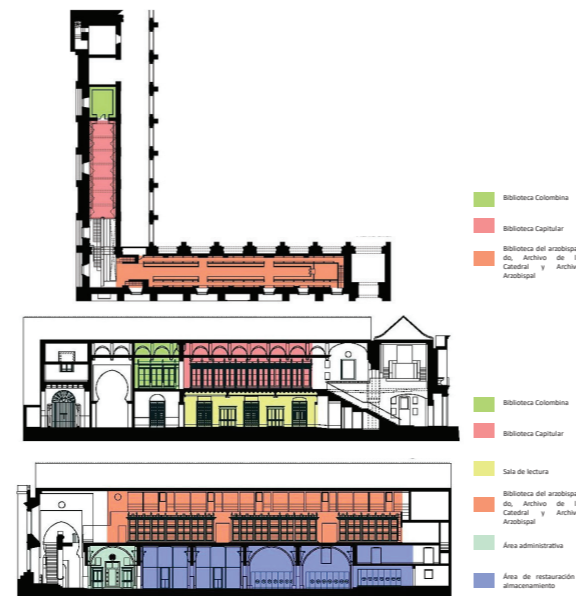 Biblioteca Colombina
Biblioteca Capitular
Biblioteca del arzobispa
do, Archivo de l
Catedral y Archiv
Arzobispal
Biblioteca Colombina
Biblioteca Capitular
Sala de lectura
Biblioteca del arzobispa
do, Archivo de l
Catedral y Archiv
Arzobispal
Área administrativa
Área de restauración
almacenamiento